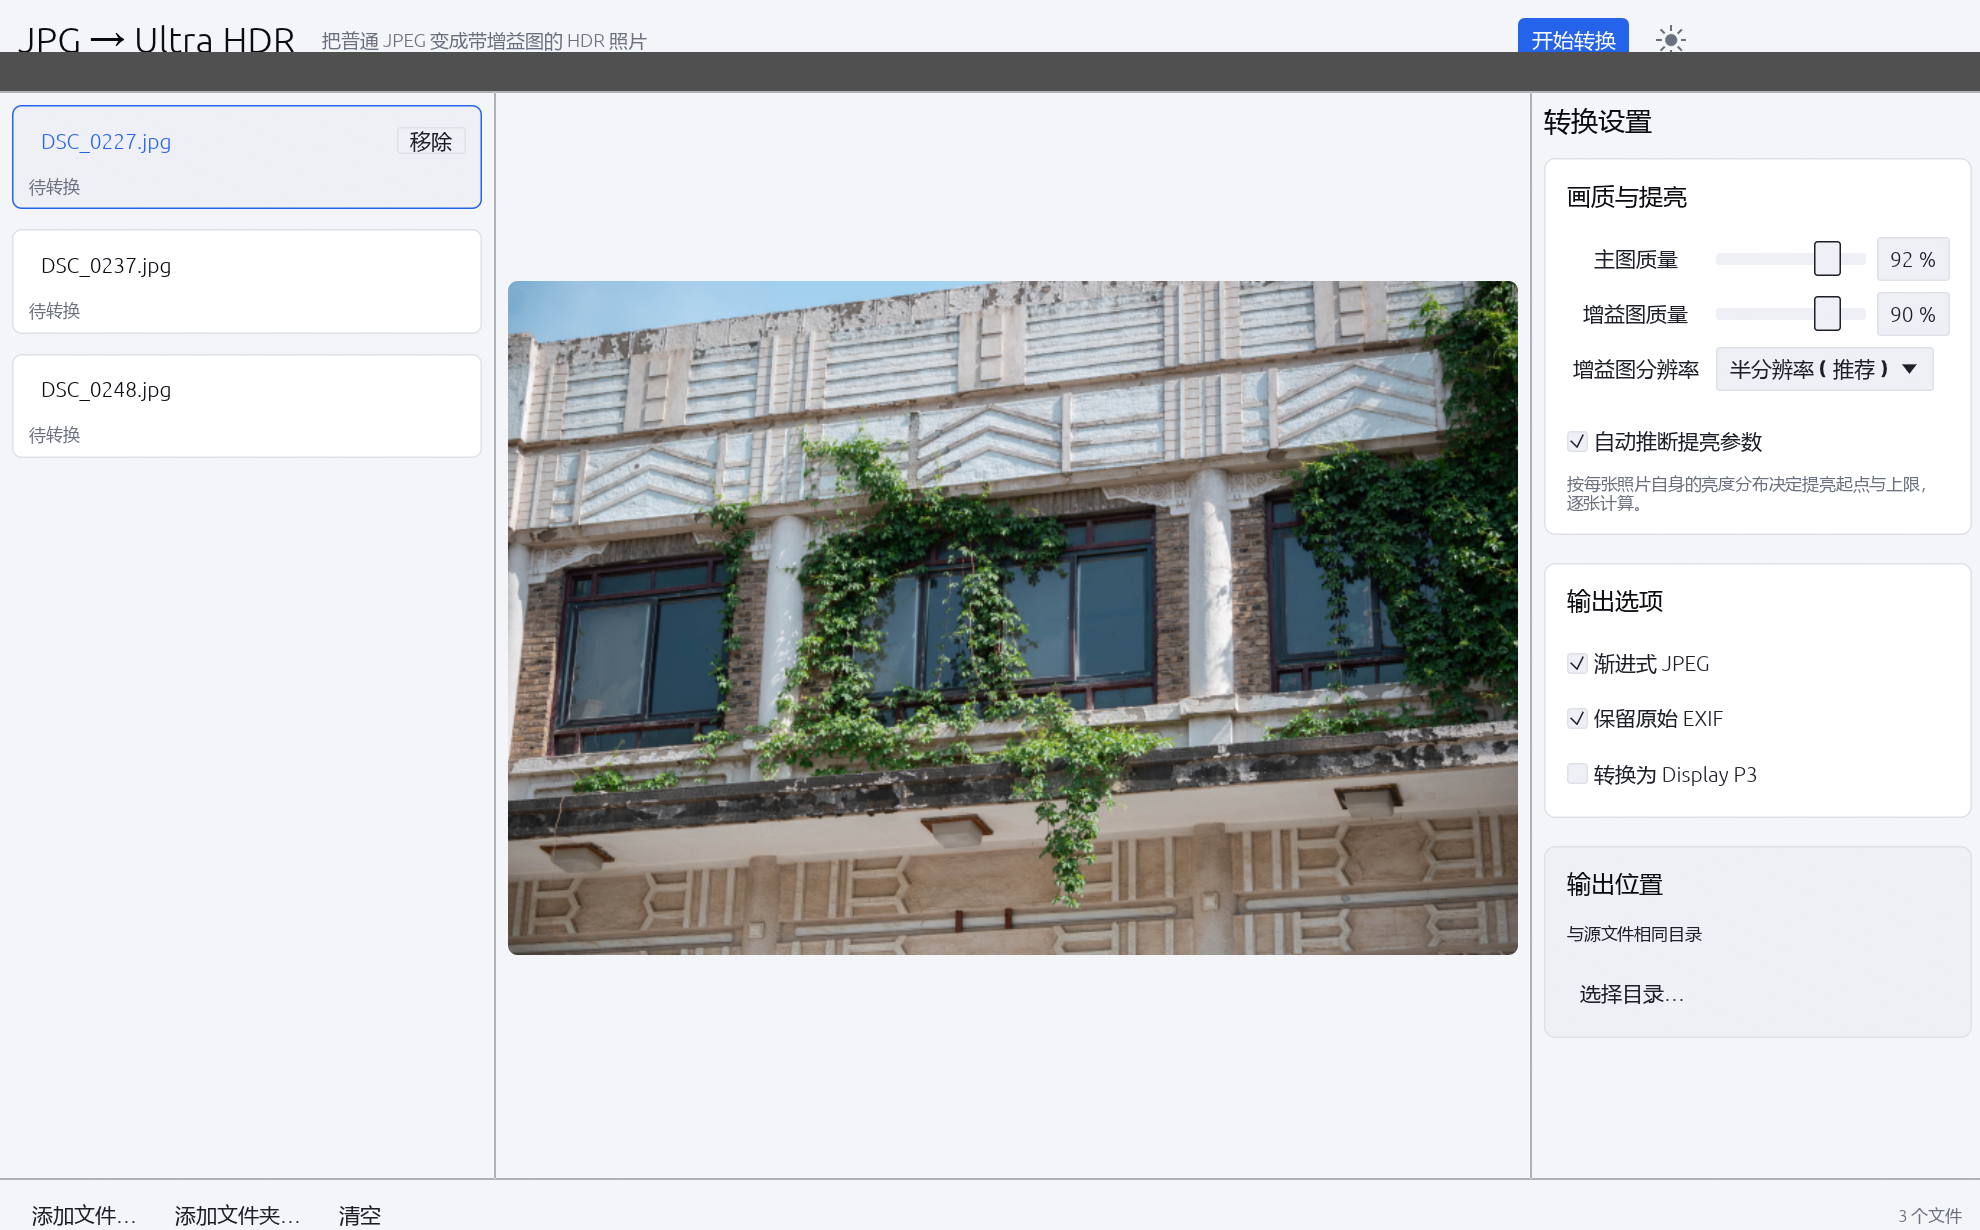 JPG → Ultra HDR 把普通 JPEG 变成带增益图的 HDR 照片 开始转换
DSC_0227.jpg 移除
待转换
DSC_0237.jpg
待转换
DSC_0248.jpg
待转换
转换设置
画质与提亮
主图质量 92 %
增益图质量 90 %
增益图分辨率 半分辨率（推荐）
自动推断提亮参数
按每张照片自身的亮度分布决定提亮起点与上限，
逐张计算。
输出选项
渐进式 JPEG
保留原始 EXIF
转换为 Display P3
输出位置
与源文件相同目录
选择目录…
添加文件… 添加文件夹… 清空 3 个文件